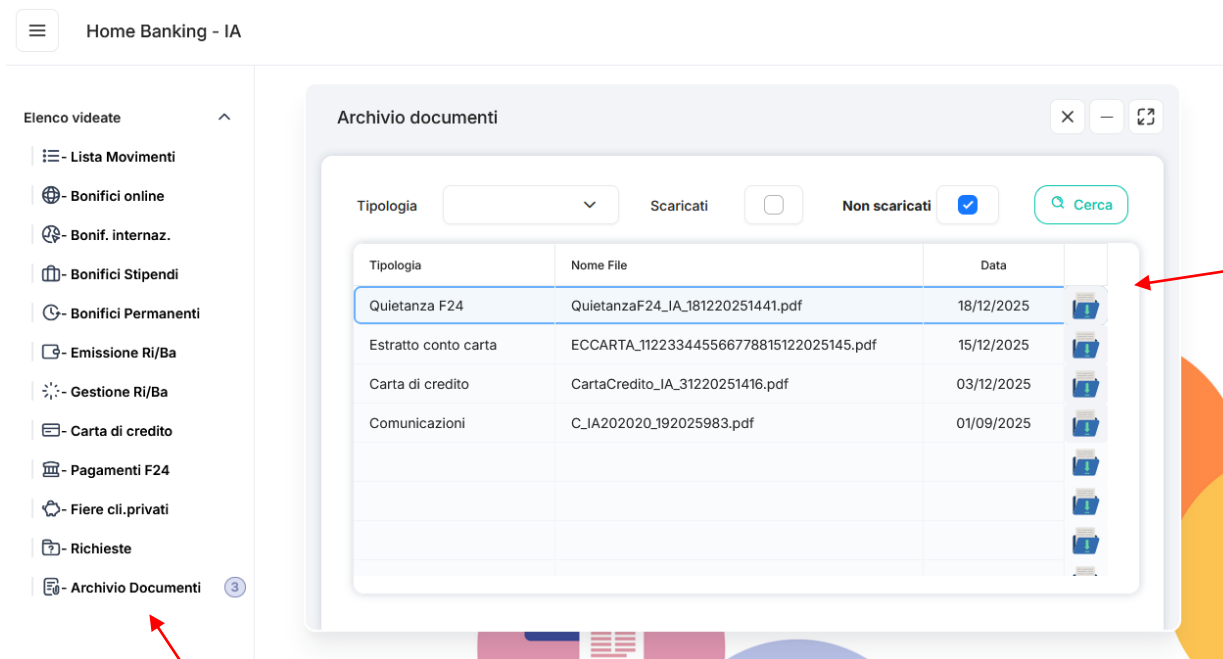 Home Banking - IA
Elenco videate
- Lista Movimenti
- Bonifici online
- Bonif. internaz.
- Bonifici Stipendi
- Bonifici Permanenti
- Emissione Ri/Ba
- Gestione Ri/Ba
- Carta di credito
- Pagamenti F24
- Fiere cli.privati
- Richieste
- Archivio Documenti 3
Archivio documenti
Tipologia Scaricati Non scaricati Cerca
Tipologia Nome File Data
Quietanza F24 QuietanzaF24_IA_181220251441.pdf 18/12/2025
Estratto conto carta ECCARTA_112233445566778815122025145.pdf 15/12/2025
Carta di credito CartaCredito_IA_31220251416.pdf 03/12/2025
Comunicazioni C_IA202020_192025983.pdf 01/09/2025